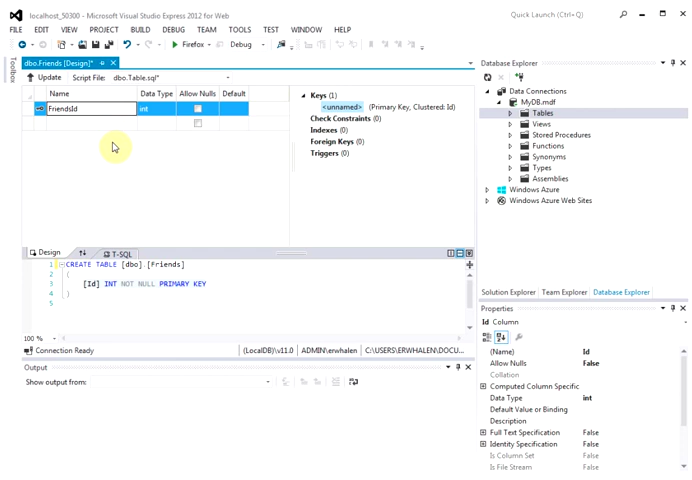 localhost_50300 - Microsoft Visual Studio Express 2012 for Web
Quick Launch (Ctrl+Q)
FILE EDIT VIEW PROJECT BUILD DEBUG TEAM TOOLS TEST WINDOW HELP
Firefox Debug
Toolbox
dbo.Friends [Design]*
Update Script File: dbo.Table.sql*
Name Data Type Allow Nulls Default
FriendsId int
Keys (1)
<unnamed> (Primary Key, Clustered: Id)
Check Constraints (0)
Indexes (0)
Foreign Keys (0)
Triggers (0)
Design T-SQL
1 CREATE TABLE [dbo].[Friends]
2 (
3 [Id] INT NOT NULL PRIMARY KEY
4 )
5
100 %
Connection Ready (LocalDB)\v11.0 ADMIN\erwhalen C:\USERS\ERWHALEN\DOCU...
Output
Show output from:
Database Explorer
Data Connections
MyDB.mdf
Tables
Views
Stored Procedures
Functions
Synonyms
Types
Assemblies
Windows Azure
Windows Azure Web Sites
Solution Explorer Team Explorer Database Explorer
Properties
Id Column
(Name) Id
Allow Nulls False
Collation
Computed Column Specific
Data Type int
Default Value or Binding
Description
Full Text Specification False
Identity Specification False
Is Column Set False
Is File Stream False